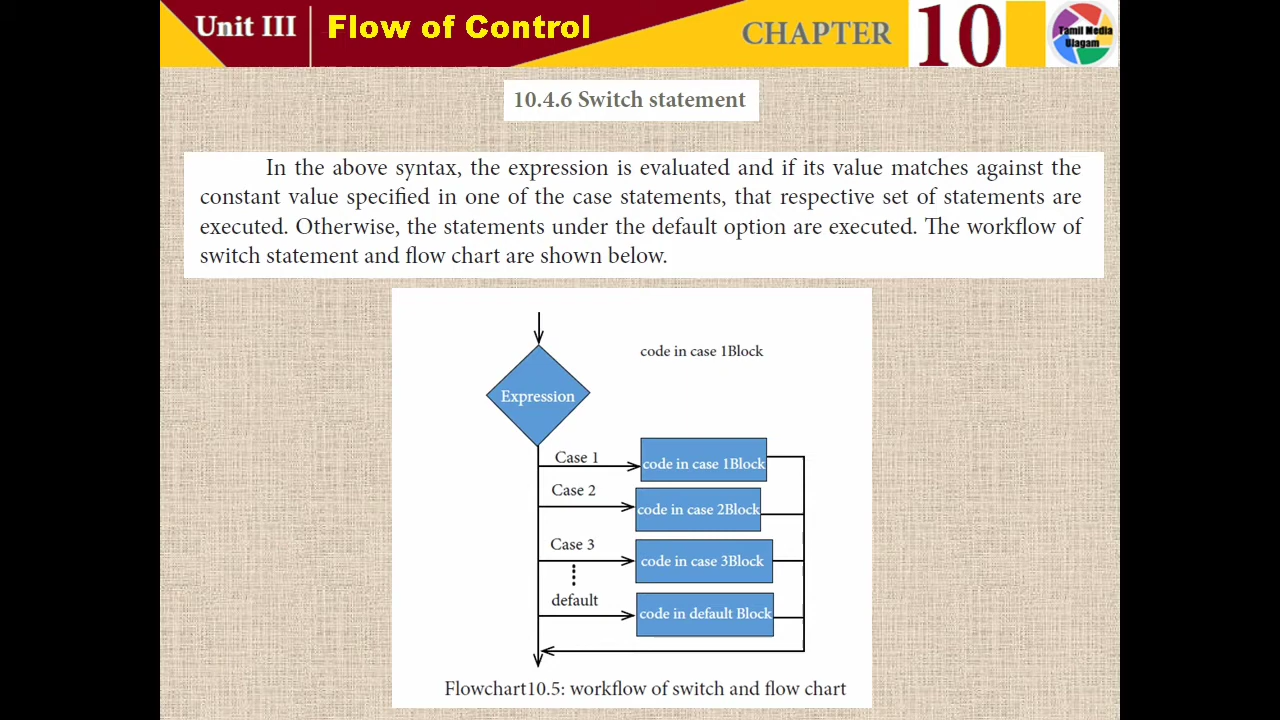 Unit III
Flow of Control
CHAPTER
10
Tamil Media
Ulagam
10.4.6 Switch statement
In the above syntax, the expression is evaluated and if its value matches against the
constant value specified in one of the case statements, that respective set of statements are
executed. Otherwise, the statements under the default option are executed. The workflow of
switch statement and flow chart are shown below.
code in case 1Block
Expression
Case 1
code in case 1Block
Case 2
code in case 2Block
Case 3
code in case 3Block
default
code in default Block
Flowchart10.5: workflow of switch and flow chart